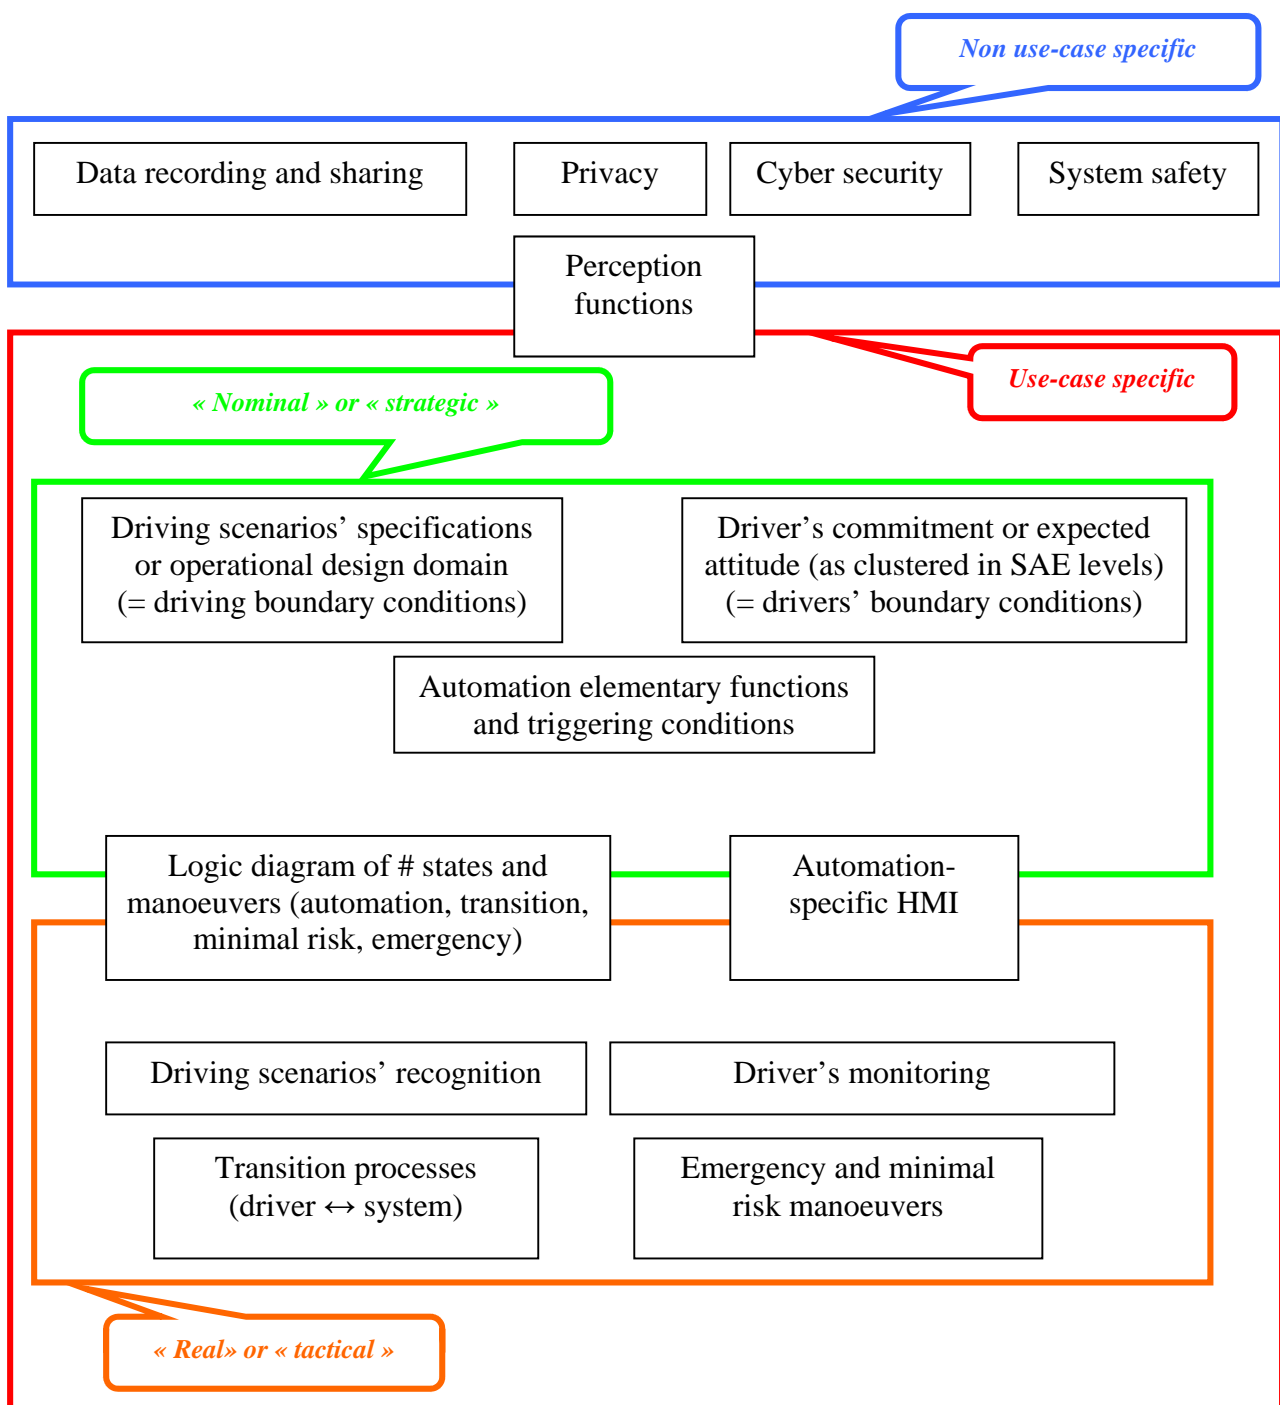 Non use-case specific
Data recording and sharing
Privacy
Cyber security
System safety
Perception
functions
Use-case specific
« Nominal » or « strategic »
Driving scenarios’ specifications
or operational design domain
(= driving boundary conditions)
Driver’s commitment or expected
attitude (as clustered in SAE levels)
(= drivers’ boundary conditions)
Automation elementary functions
and triggering conditions
Logic diagram of # states and
manoeuvers (automation, transition,
minimal risk, emergency)
Automation-
specific HMI
Driving scenarios’ recognition
Driver’s monitoring
Transition processes
(driver ↔ system)
Emergency and minimal
risk manoeuvers
« Real» or « tactical »